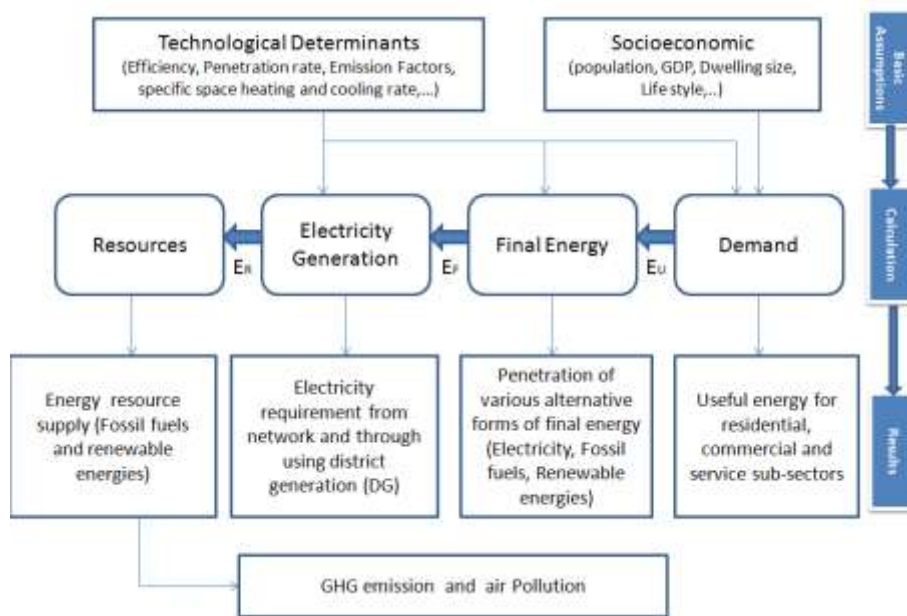 Technological Determinants
(Efficiency, Penetration rate, Emission Factors,
specific space heating and cooling rate,...)
Socioeconomic
(population, GDP, Dwelling size,
Life style,..)
Basic
Assumptions
Resources
Electricity
Generation
Final Energy
Demand
ER
EF
EU
Calculation
Energy resource
supply (Fossil fuels
and renewable
energies)
Electricity
requirement from
network and through
using district
generation (DG)
Penetration of
various alternative
forms of final energy
(Electricity, Fossil
fuels, Renewable
energies)
Useful energy for
residential,
commercial and
service sub-sectors
Results
GHG emission and air Pollution